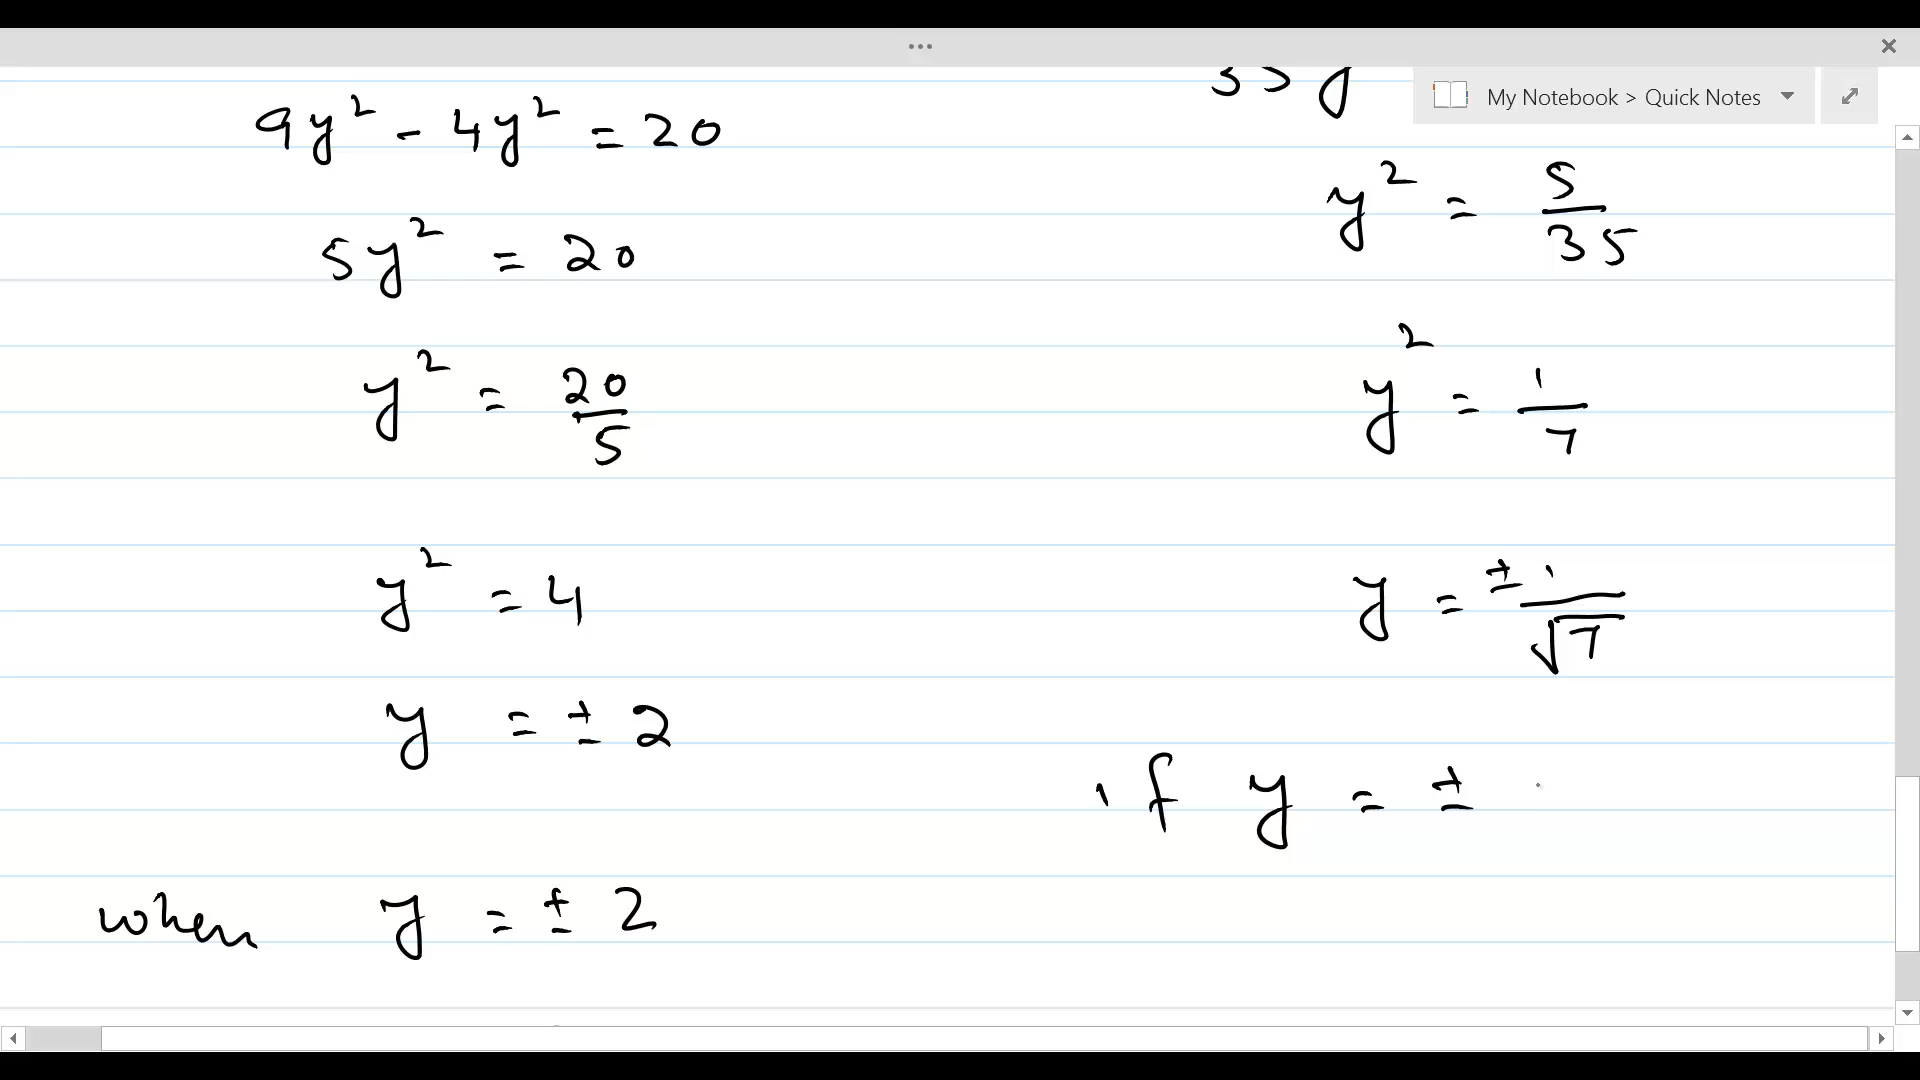 9y² - 4y² = 20
5y² = 20
y² = 20/5
y² = 4
y = ± 2
when y = ± 2
My Notebook > Quick Notes
y² = 5/35
y² = 1/7
y = ± 1/√7
if y = ±